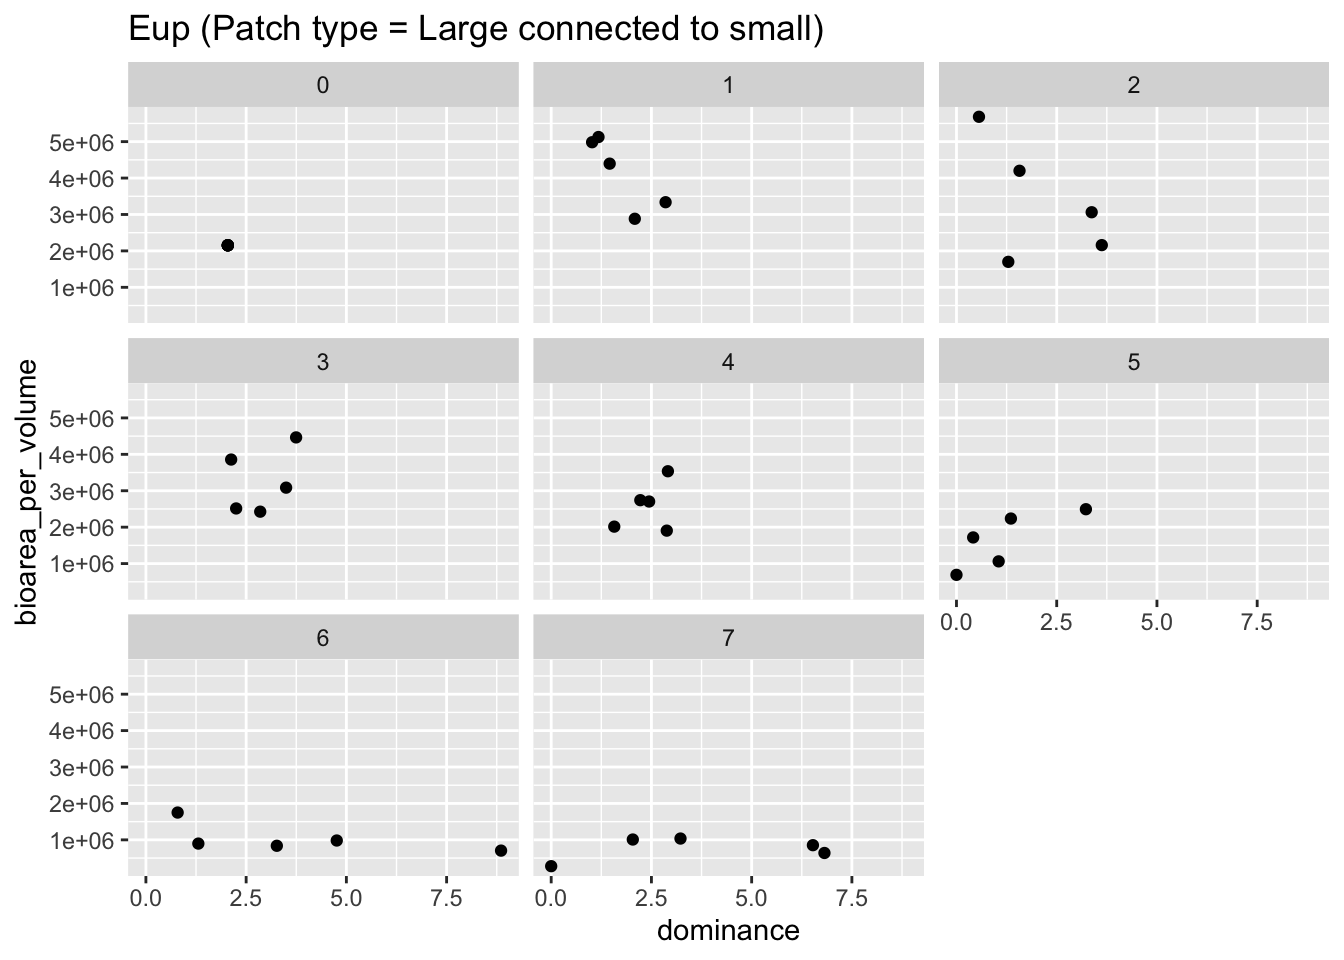 Eup (Patch type = Large connected to small)
0
1
2
5e+06
4e+06
3e+06
2e+06
1e+06
3
4
5
5e+06
4e+06
3e+06
2e+06
1e+06
0.0 2.5 5.0 7.5
6
7
5e+06
4e+06
3e+06
2e+06
1e+06
0.0 2.5 5.0 7.5
0.0 2.5 5.0 7.5
dominance
bioarea_per_volume